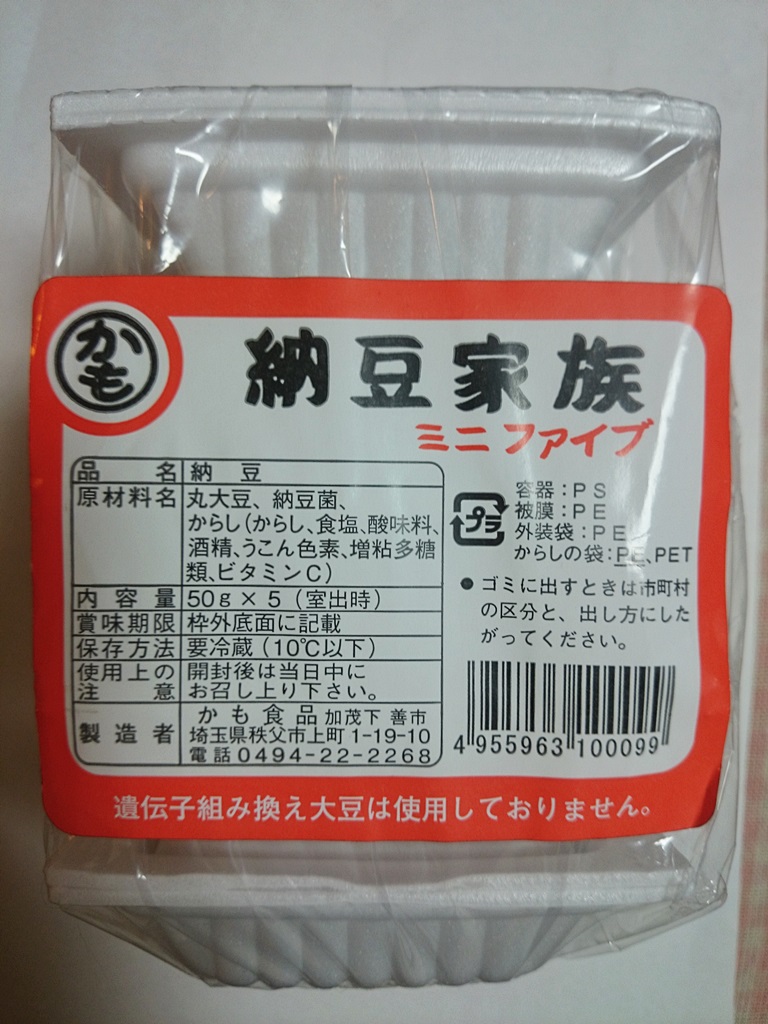 かも
納豆家族
ミニファイブ
品名 納豆
原材料名 丸大豆、納豆菌、
からし(からし、食塩、酸味料、
酒精、うこん色素、増粘多糖
類、ビタミンC)
内容量 50g×5(室出時)
賞味期限 枠外底面に記載
保存方法 要冷蔵(10℃以下)
使用上の注意 開封後は当日中に
お召し上り下さい。
製造者 かも食品 加茂下 善市
埼玉県秩父市上町1-19-10
電話0494-22-2268
プラ
容器:PS
被膜:PE
外装袋:PE
からしの袋:PE、PET
●ゴミに出すときは市町村
の区分と、出し方にした
がってください。
4 955963 100099
遺伝子組み換え大豆は使用しておりません。